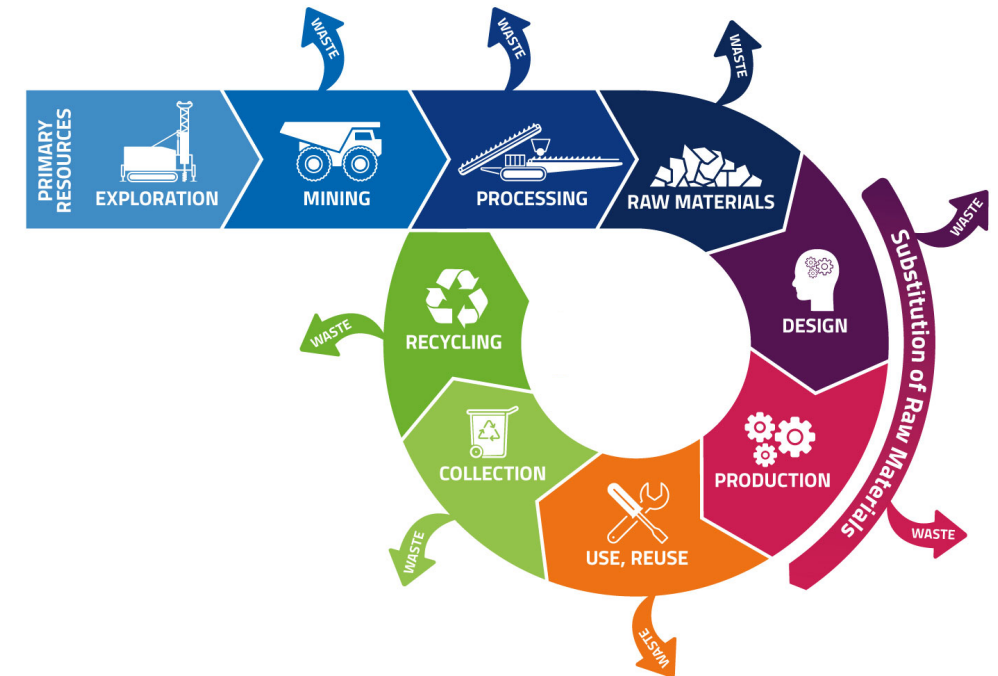 WASTE
WASTE
WASTE
PRIMARY
RESOURCES
EXPLORATION
MINING
PROCESSING
RAW MATERIALS
WASTE
Substitution of Raw Materials
DESIGN
WASTE
RECYCLING
COLLECTION
PRODUCTION
WASTE
USE, REUSE
WASTE
WASTE